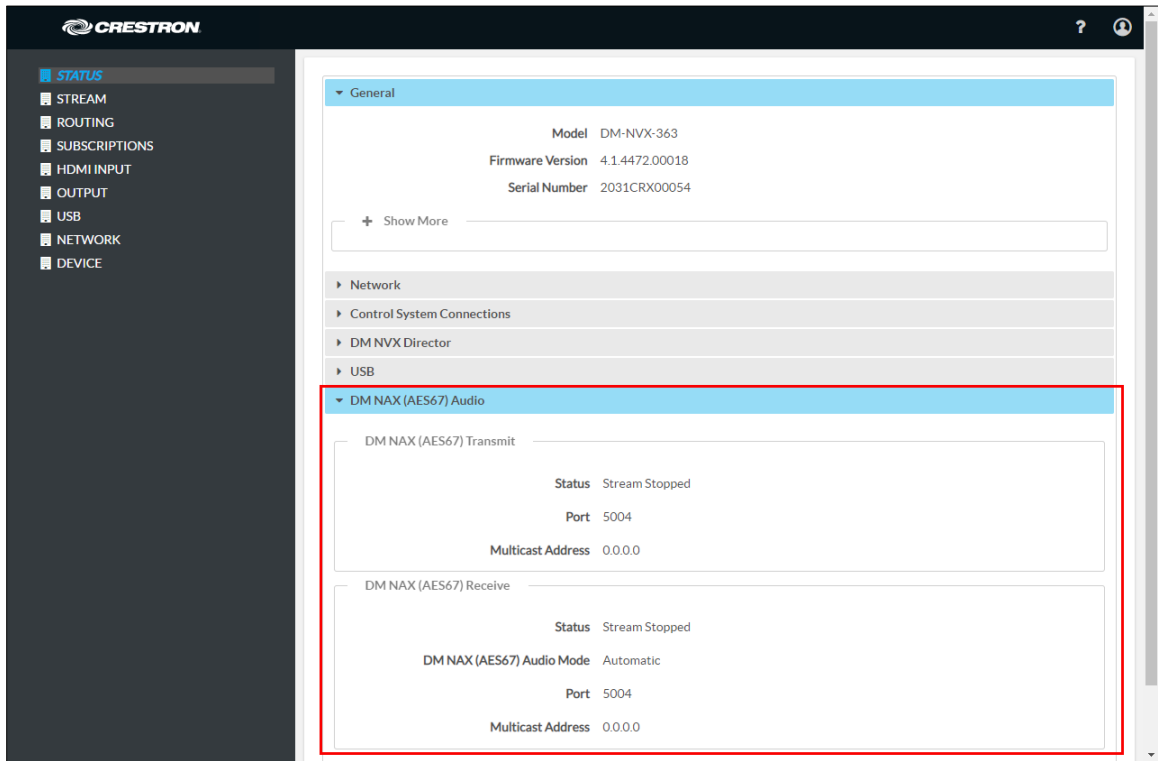 CRESTRON
?
STATUS
STREAM
ROUTING
SUBSCRIPTIONS
HDMI INPUT
OUTPUT
USB
NETWORK
DEVICE
General
Model DM-NVX-363
Firmware Version 4.1.4472.00018
Serial Number 2031CRX00054
+ Show More
Network
Control System Connections
DM NVX Director
USB
DM NAX (AES67) Audio
DM NAX (AES67) Transmit
Status Stream Stopped
Port 5004
Multicast Address 0.0.0.0
DM NAX (AES67) Receive
Status Stream Stopped
DM NAX (AES67) Audio Mode Automatic
Port 5004
Multicast Address 0.0.0.0